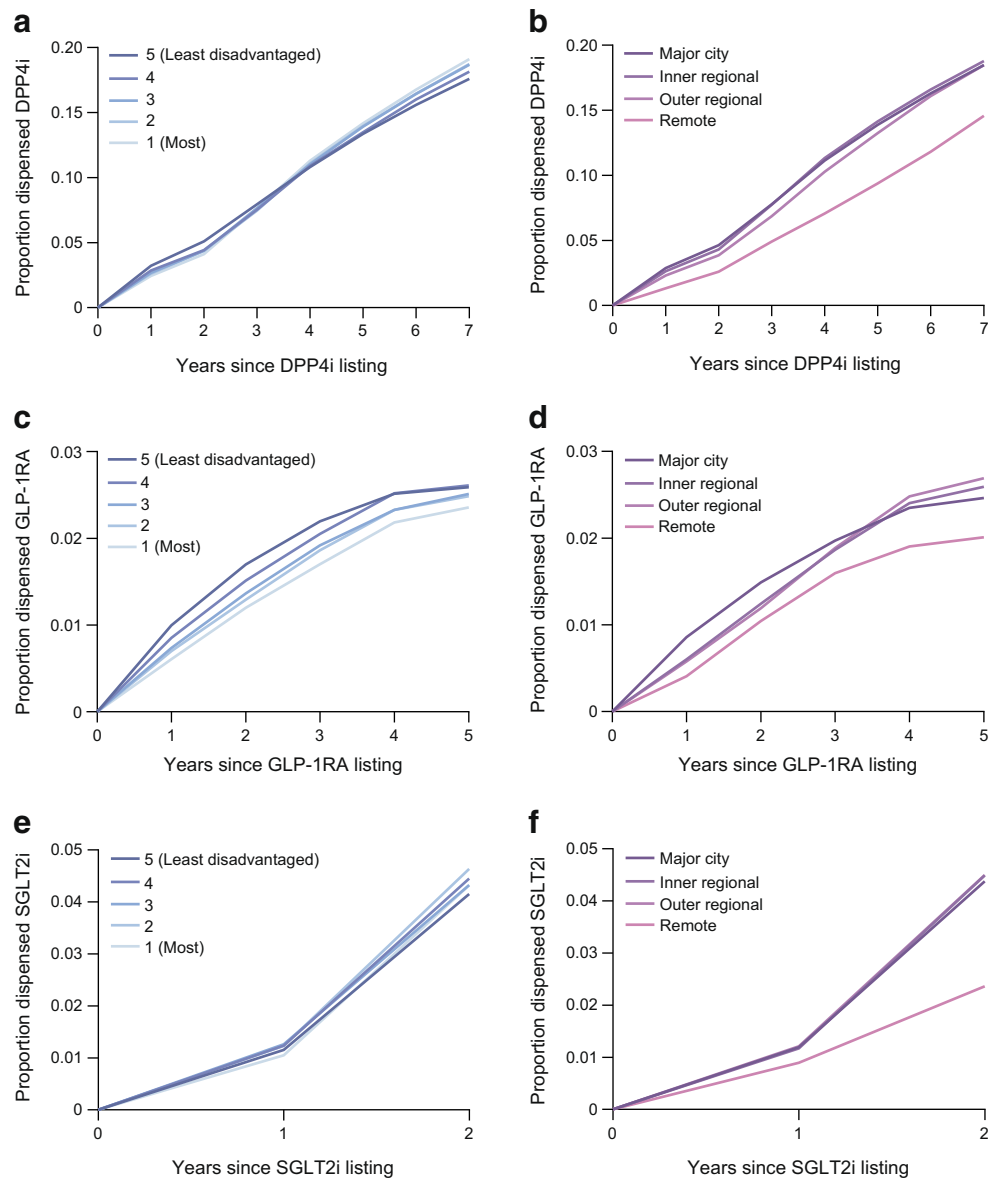 a
Proportion dispensed DPP4i
0.20
0.15
0.10
0.05
0
5 (Least disadvantaged)
4
3
2
1 (Most)
0 1 2 3 4 5 6 7
Years since DPP4i listing
b
Proportion dispensed DPP4i
0.20
0.15
0.10
0.05
0
Major city
Inner regional
Outer regional
Remote
0 1 2 3 4 5 6 7
Years since DPP4i listing
c
Proportion dispensed GLP-1RA
0.03
0.02
0.01
0
5 (Least disadvantaged)
4
3
2
1 (Most)
0 1 2 3 4 5
Years since GLP-1RA listing
d
Proportion dispensed GLP-1RA
0.03
0.02
0.01
0
Major city
Inner regional
Outer regional
Remote
0 1 2 3 4 5
Years since GLP-1RA listing
e
Proportion dispensed SGLT2i
0.05
0.04
0.03
0.02
0.01
0
5 (Least disadvantaged)
4
3
2
1 (Most)
0 1 2
Years since SGLT2i listing
f
Proportion dispensed SGLT2i
0.05
0.04
0.03
0.02
0.01
0
Major city
Inner regional
Outer regional
Remote
0 1 2
Years since SGLT2i listing